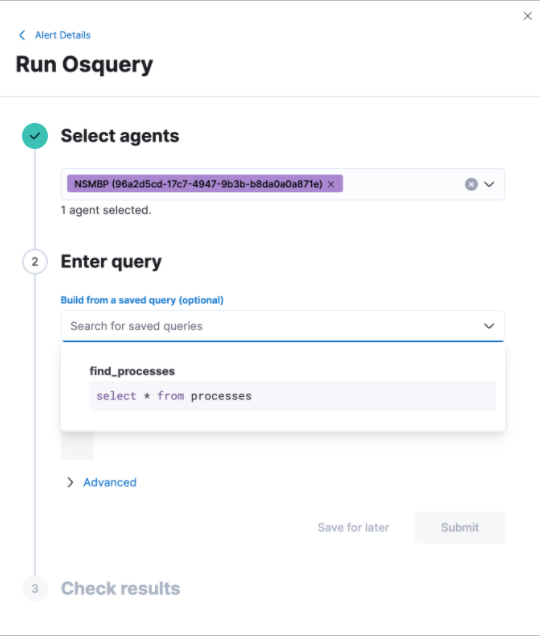 Alert Details
Run Osquery
Select agents
NSMBP (96a2d5cd-17c7-4947-9b3b-b8da0a0a871e)
1 agent selected.
2
Enter query
Build from a saved query (optional)
Search for saved queries
find_processes
select * from processes
Advanced
Save for later
Submit
3
Check results